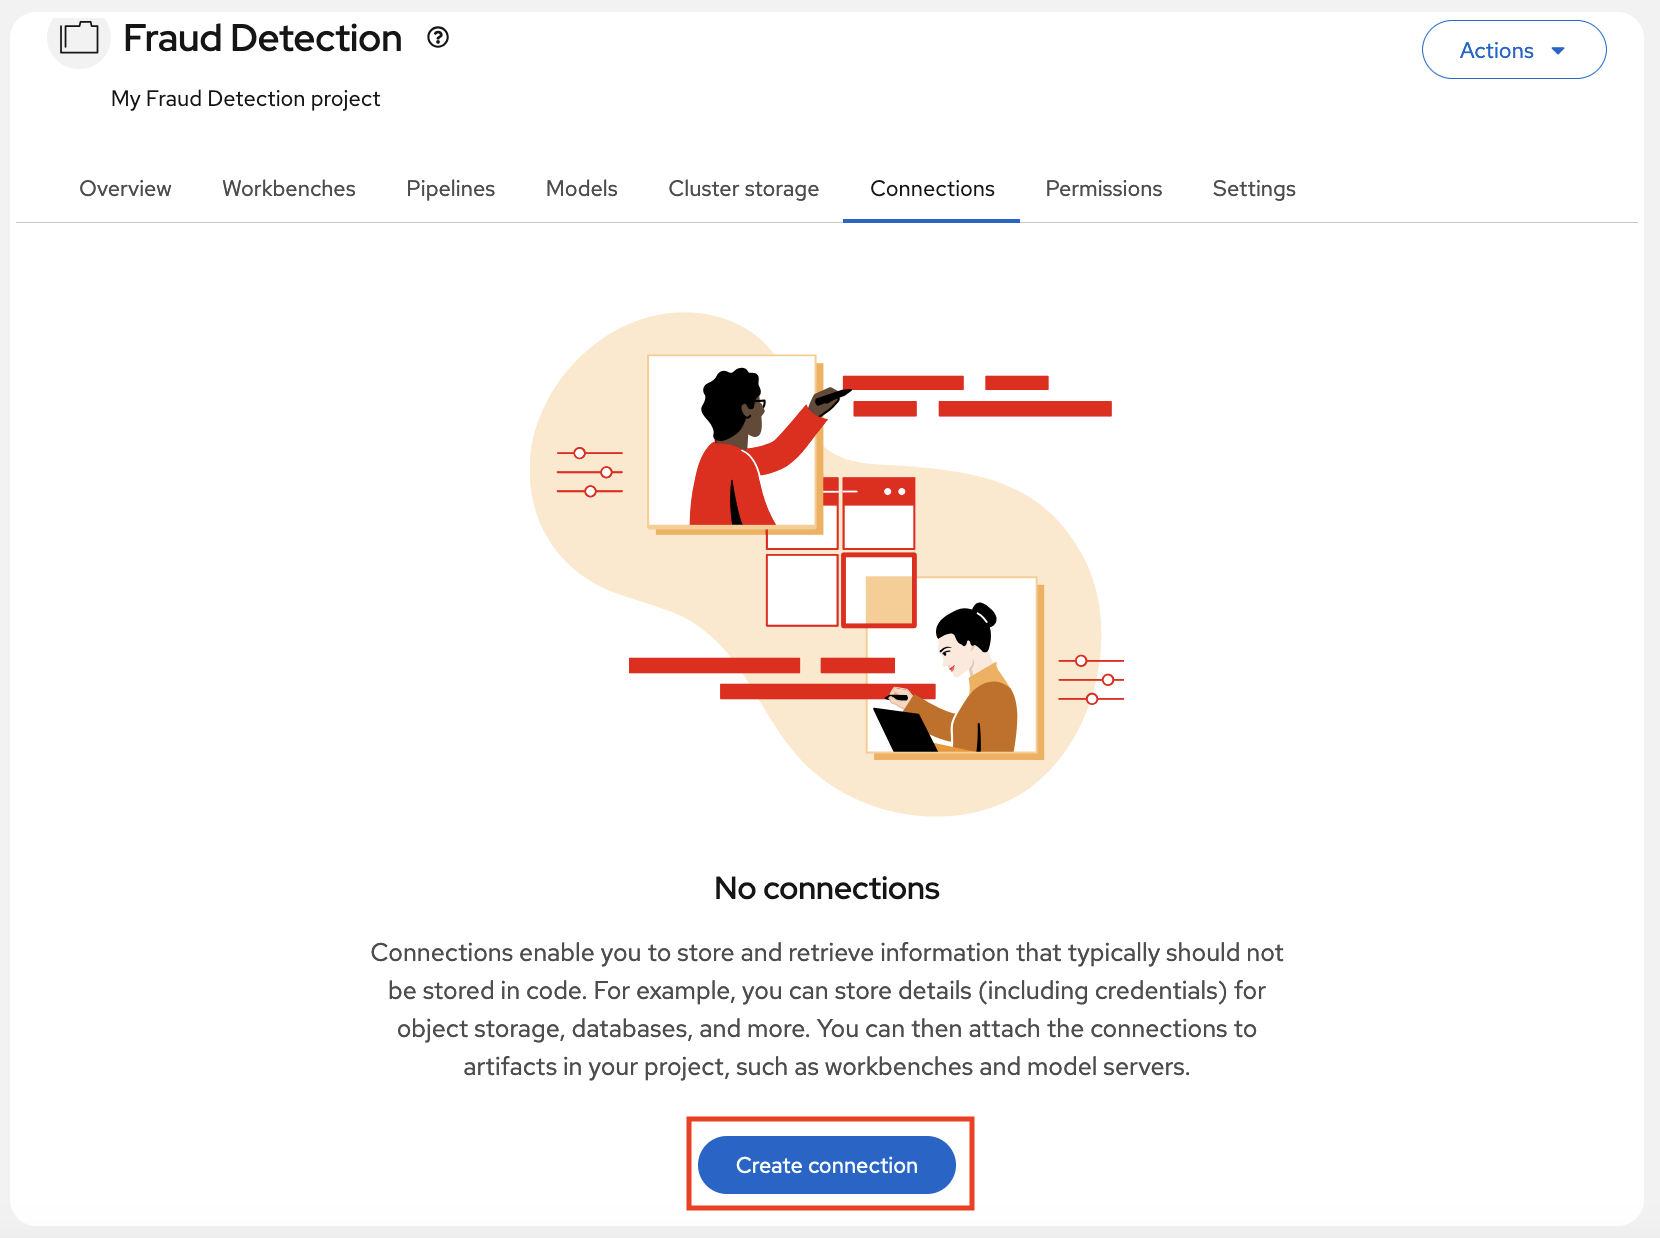 Fraud Detection
Actions
My Fraud Detection project
Overview Workbenches Pipelines Models Cluster storage Connections Permissions Settings
No connections
Connections enable you to store and retrieve information that typically should not
be stored in code. For example, you can store details (including credentials) for
object storage, databases, and more. You can then attach the connections to
artifacts in your project, such as workbenches and model servers.
Create connection